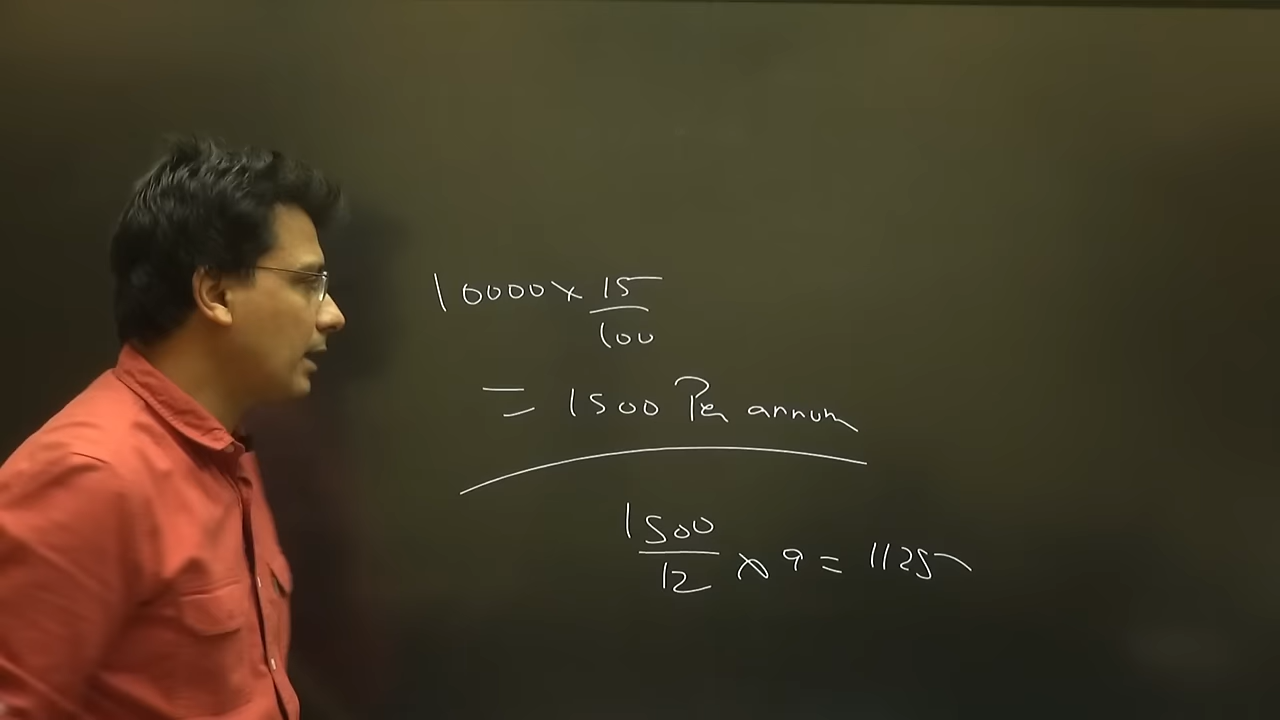 10000 x 15/100
= 1500 Per annum
1500/12 x 9 = 1125